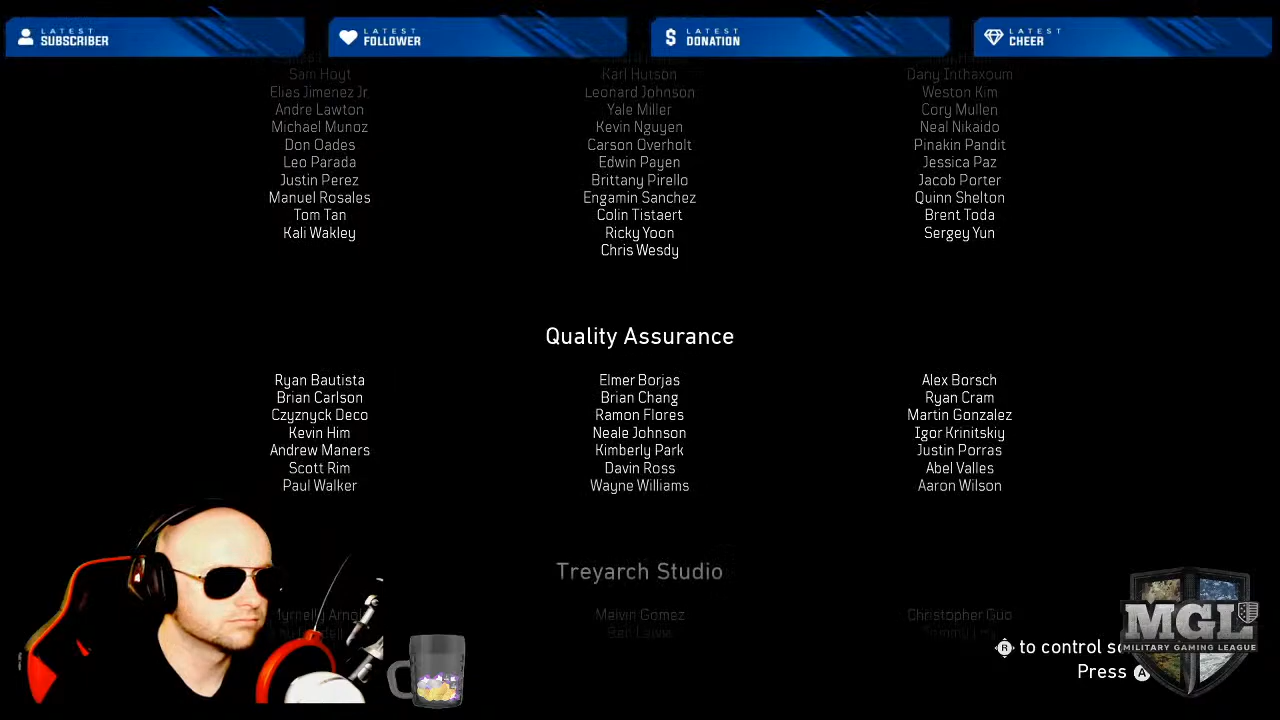 LATEST SUBSCRIBER
LATEST FOLLOWER
LATEST DONATION
LATEST CHEER
Sam Hoyt Karl Hutson Dany Inthaxoum
Elias Jimenez Jr. Leonard Johnson Weston Kim
Andre Lawton Yale Miller Cory Mullen
Michael Munoz Kevin Nguyen Neal Nikaido
Don Oades Carson Overholt Pinakin Pandit
Leo Parada Edwin Payen Jessica Paz
Justin Perez Brittany Pirello Jacob Porter
Manuel Rosales Engamin Sanchez Quinn Shelton
Tom Tan Colin Tistaert Brent Toda
Kali Wakley Ricky Yoon Sergey Yun
Chris Wesdy
Quality Assurance
Ryan Bautista Elmer Borjas Alex Borsch
Brian Carlson Brian Chang Ryan Cram
Czyznyck Deco Ramon Flores Martin Gonzalez
Kevin Him Neale Johnson Igor Krinitskiy
Andrew Maners Kimberly Park Justin Porras
Scott Rim Davin Ross Abel Valles
Paul Walker Wayne Williams Aaron Wilson
Treyarch Studio
Melvin Gomez Christopher Guo
R to control
Press A
MGL
MILITARY GAMING LEAGUE